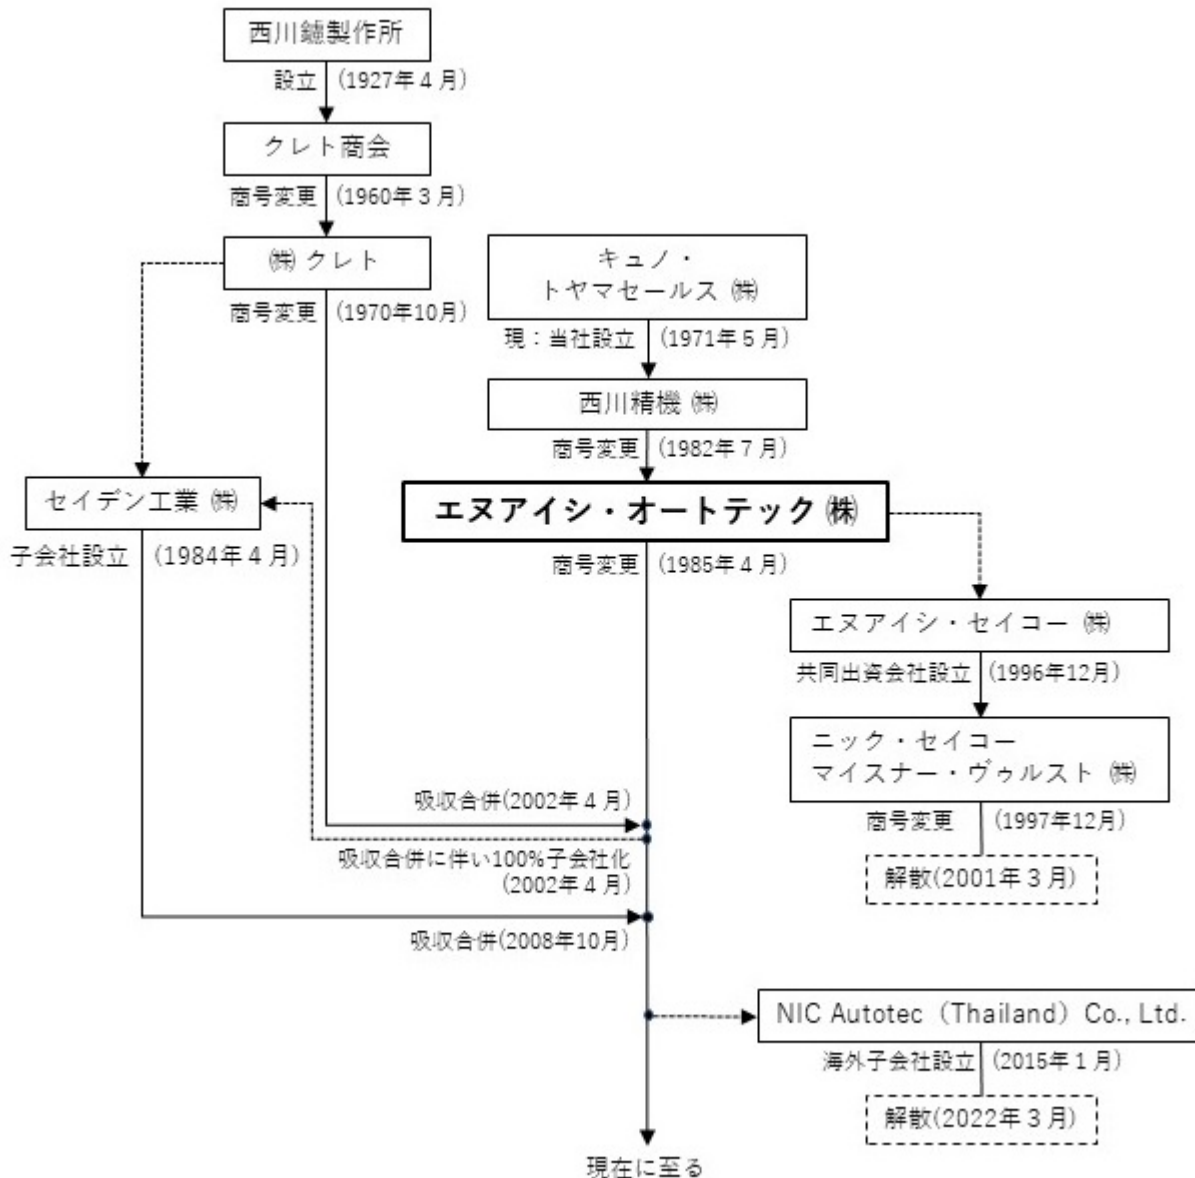 西川鑢製作所
設立 (1927年4月)
クレト商会
商号変更 (1960年3月)
㈱クレト
商号変更 (1970年10月)
キュノ・
トヤマセールス ㈱
現：当社設立 (1971年5月)
西川精機 ㈱
商号変更 (1982年7月)
セイデン工業 ㈱
子会社設立 (1984年4月)
エヌアイシ・オートテック ㈱
商号変更 (1985年4月)
エヌアイシ・セイコー ㈱
共同出資会社設立 (1996年12月)
ニック・セイコー
マイスナー・ヴゥルスト ㈱
商号変更 (1997年12月)
解散(2001年3月)
吸収合併(2002年4月)
吸収合併に伴い100%子会社化
(2002年4月)
吸収合併(2008年10月)
NIC Autotec（Thailand）Co., Ltd.
海外子会社設立 (2015年1月)
解散(2022年3月)
現在に至る